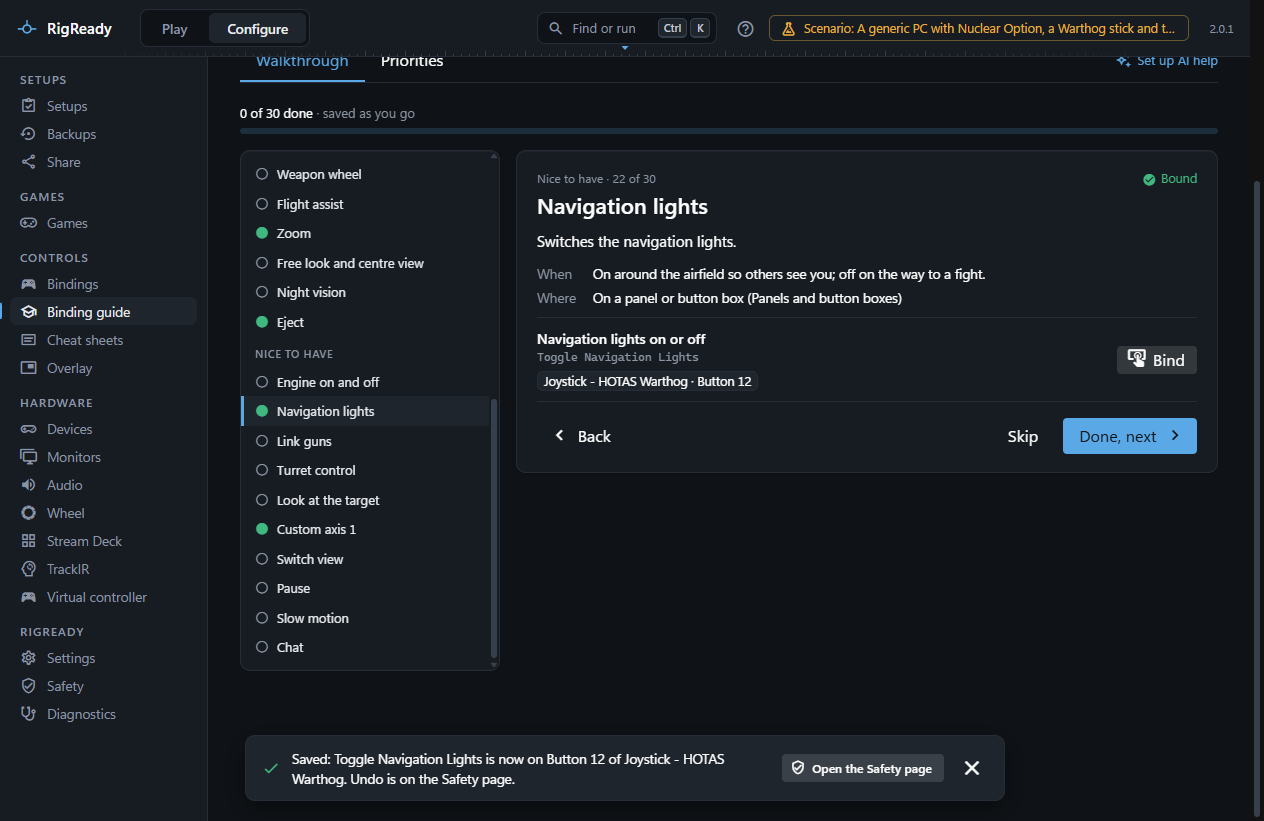 RigReady
Play
Configure
Find or run
Ctrl
K
Scenario: A generic PC with Nuclear Option, a Warthog stick and t...
2.0.1
SETUPS
Setups
Backups
Share
GAMES
Games
CONTROLS
Bindings
Binding guide
Cheat sheets
Overlay
HARDWARE
Devices
Monitors
Audio
Wheel
Stream Deck
TrackIR
Virtual controller
RIGREADY
Settings
Safety
Diagnostics
Walkthrough
Priorities
Set up AI help
0 of 30 done · saved as you go
Weapon wheel
Flight assist
Zoom
Free look and centre view
Night vision
Eject
NICE TO HAVE
Engine on and off
Navigation lights
Link guns
Turret control
Look at the target
Custom axis 1
Switch view
Pause
Slow motion
Chat
Nice to have · 22 of 30
Bound
Navigation lights
Switches the navigation lights.
When On around the airfield so others see you; off on the way to a fight.
Where On a panel or button box (Panels and button boxes)
Navigation lights on or off
Toggle Navigation Lights
Joystick - HOTAS Warthog · Button 12
Bind
Back
Skip
Done, next
Saved: Toggle Navigation Lights is now on Button 12 of Joystick - HOTAS
Warthog. Undo is on the Safety page.
Open the Safety page